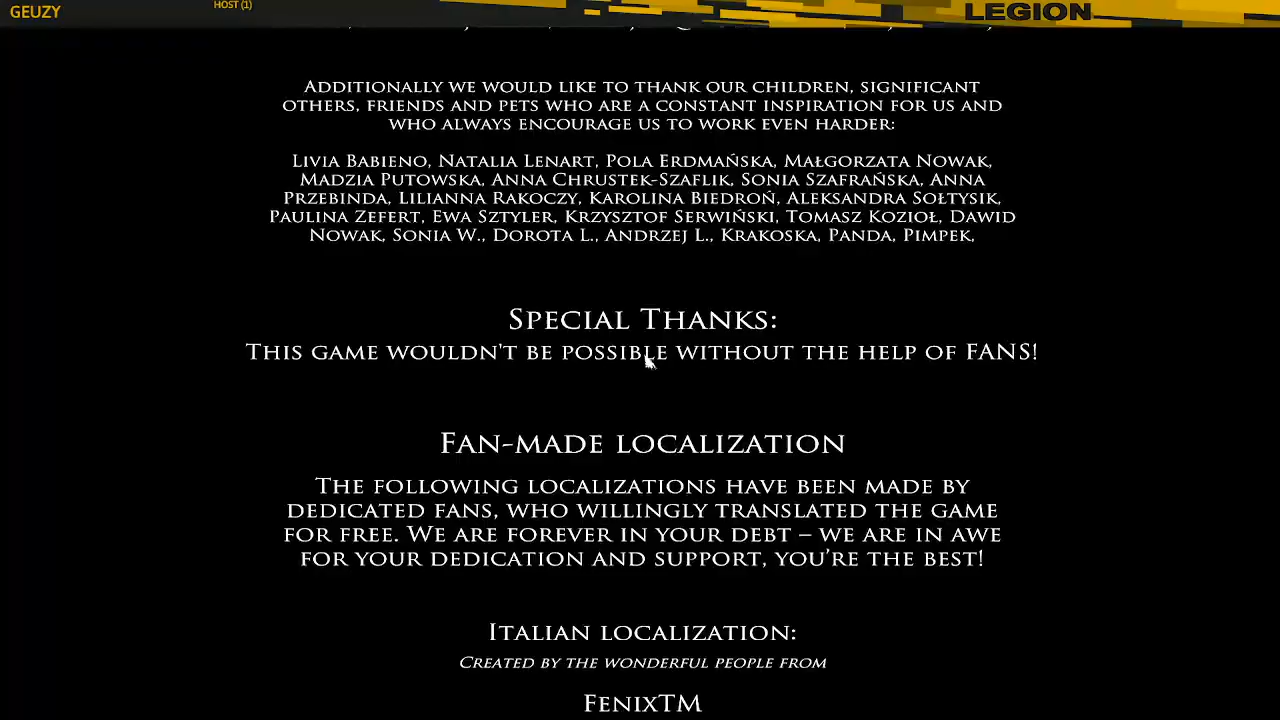 GEUZY
HOST (1)
LEGION
Additionally we would like to thank our children, significant
others, friends and pets who are a constant inspiration for us and
who always encourage us to work even harder:
Livia Babieno, Natalia Lenart, Pola Erdmańska, Małgorzata Nowak,
Madzia Putowska, Anna Chrustek-Szaflik, Sonia Szafrańska, Anna
Przebinda, Lilianna Rakoczy, Karolina Biedroń, Aleksandra Sołtysik,
Paulina Zefert, Ewa Sztyler, Krzysztof Serwiński, Tomasz Kozioł, Dawid
Nowak, Sonia W., Dorota L., Andrzej L., Krakoska, Panda, Pimpek,
Special Thanks:
This game wouldn't be possible without the help of FANS!
Fan-made localization
The following localizations have been made by
dedicated fans, who willingly translated the game
for free. We are forever in your debt – we are in awe
for your dedication and support, you're the best!
Italian localization:
Created by the wonderful people from
FenixTM